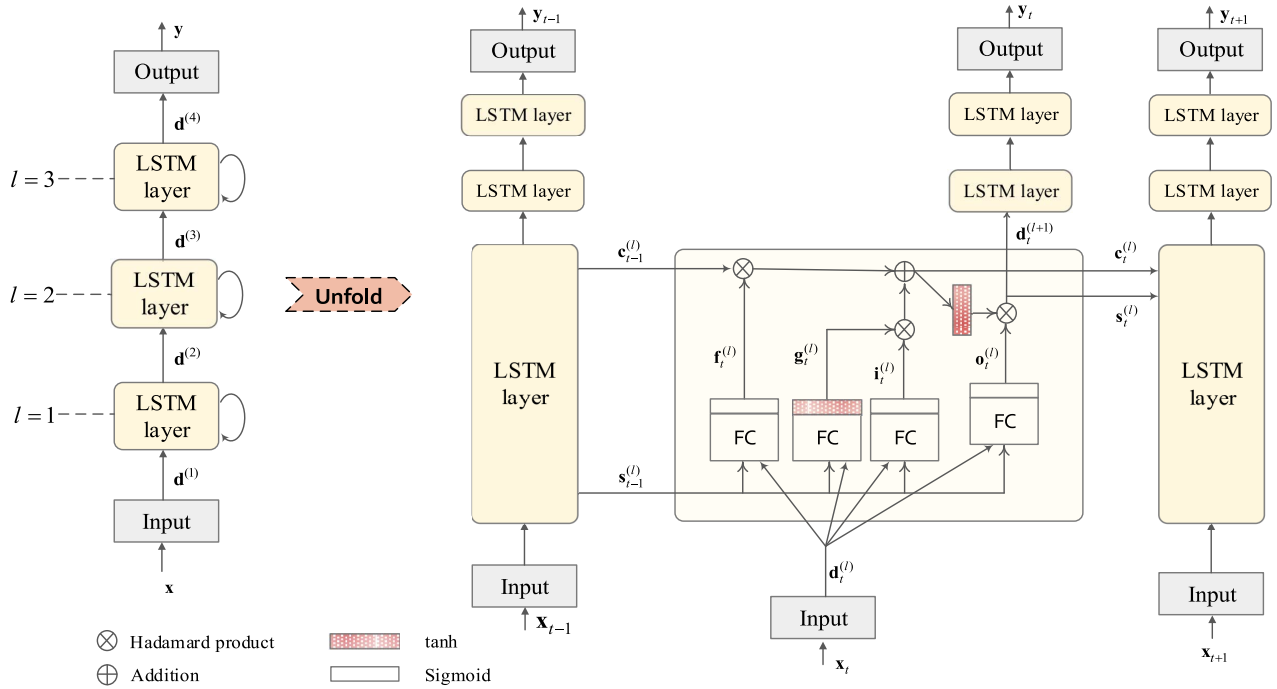 y
Output
d^{(4)}
LSTM
layer
l = 3
d^{(3)}
LSTM
layer
l = 2
d^{(2)}
LSTM
layer
l = 1
d^{(1)}
Input
x
Unfold
y_{t-1}
Output
LSTM layer
LSTM layer
LSTM
layer
Input
x_{t-1}
c_{t-1}^{(l)}
s_{t-1}^{(l)}
y_t
Output
LSTM layer
LSTM layer
d_t^{(l+1)}
f_t^{(l)}
g_t^{(l)}
i_t^{(l)}
o_t^{(l)}
FC
FC
FC
FC
d_t^{(l)}
Input
x_t
c_t^{(l)}
s_t^{(l)}
y_{t+1}
Output
LSTM layer
LSTM layer
LSTM
layer
Input
x_{t+1}
Hadamard product
tanh
Addition
Sigmoid